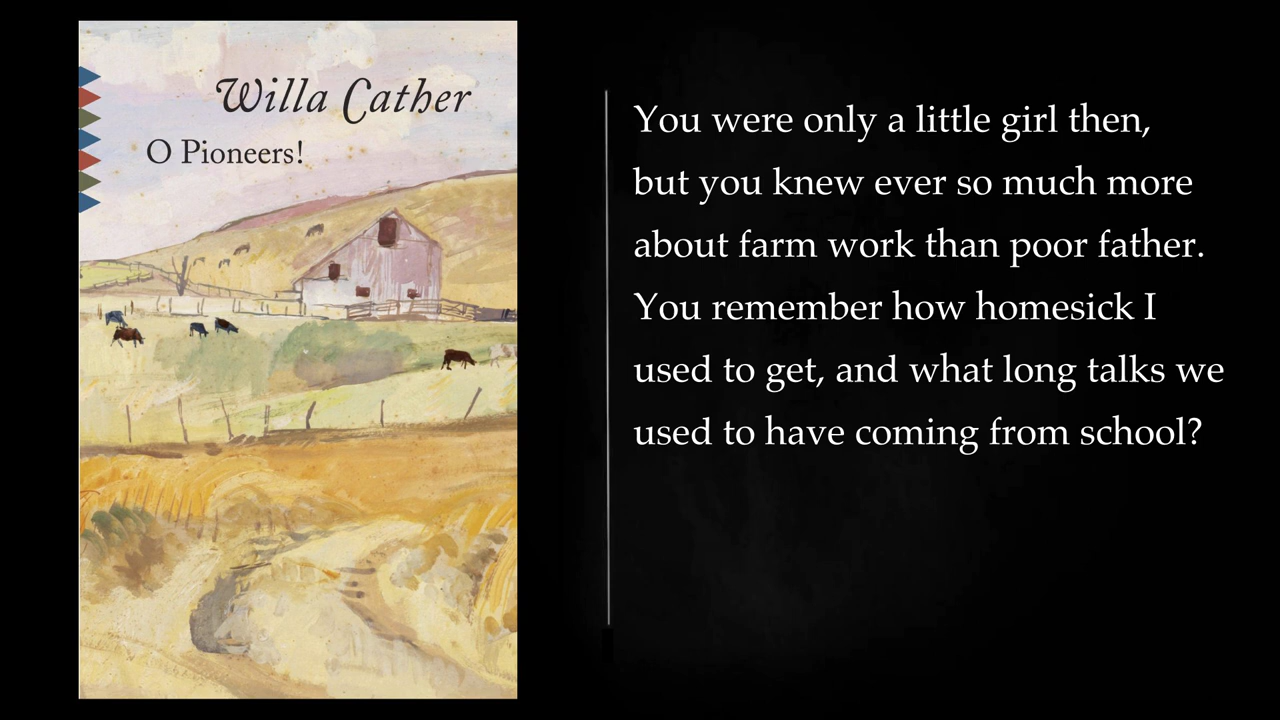 Willa Cather
O Pioneers!
You were only a little girl then,
but you knew ever so much more
about farm work than poor father.
You remember how homesick I
used to get, and what long talks we
used to have coming from school?